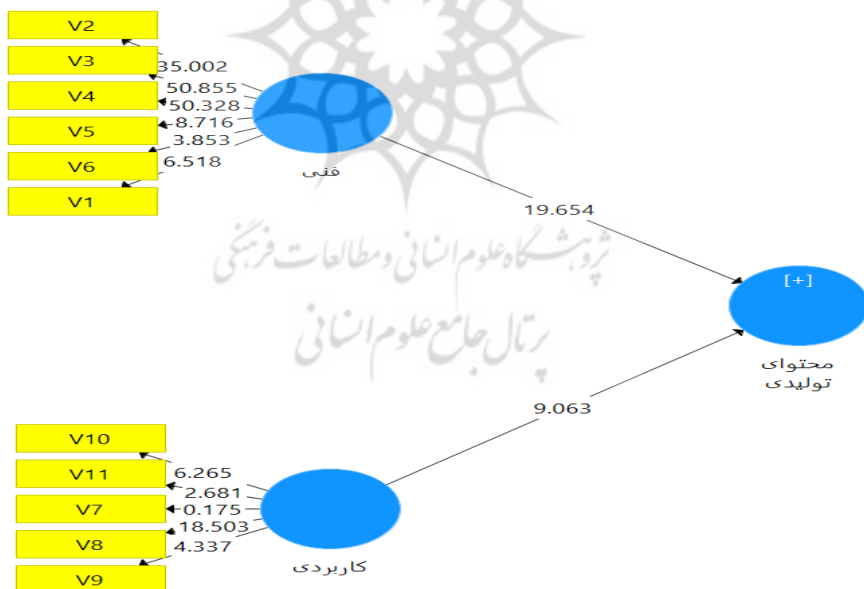 V2
V3
V4
V5
V6
V1
35.002
50.855
50.328
8.716
3.853
6.518
فنی
19.654
پژوهشگاه علوم انسانی و مطالعات فرهنگی
پرتال جامع علوم انسانی
[+]
محتوای
تولیدی
9.063
V10
V11
V7
V8
V9
6.265
2.681
0.175
18.503
4.337
کاربردی